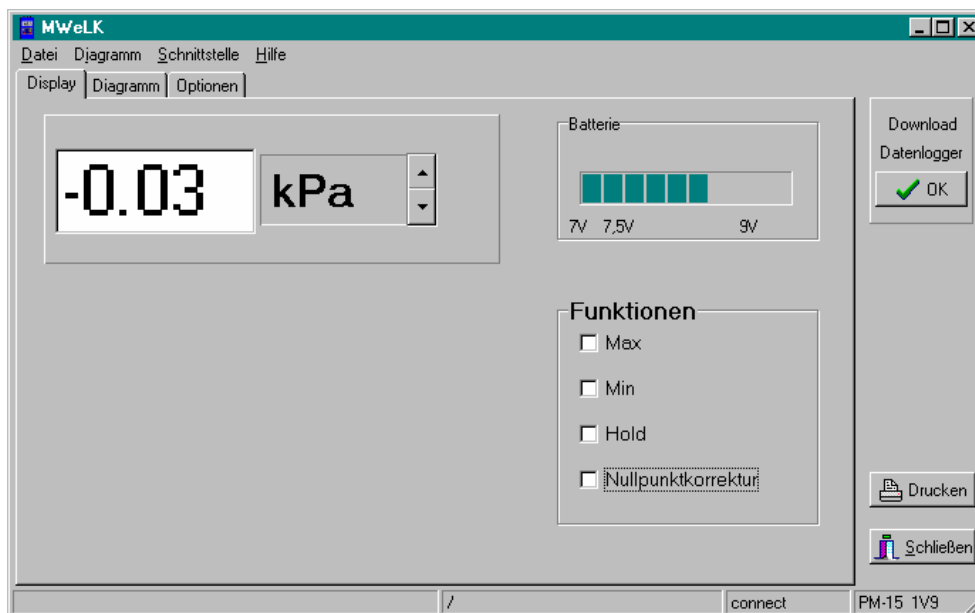 MWeLK
Datei Diagramm Schnittstelle Hilfe
Display Diagramm Optionen
-0.03 kPa
Batterie
7V 7,5V 9V
Funktionen
Max
Min
Hold
Nullpunktkorrektur
Download
Datenlogger
OK
Drucken
Schließen
/ connect PM-15 1V9